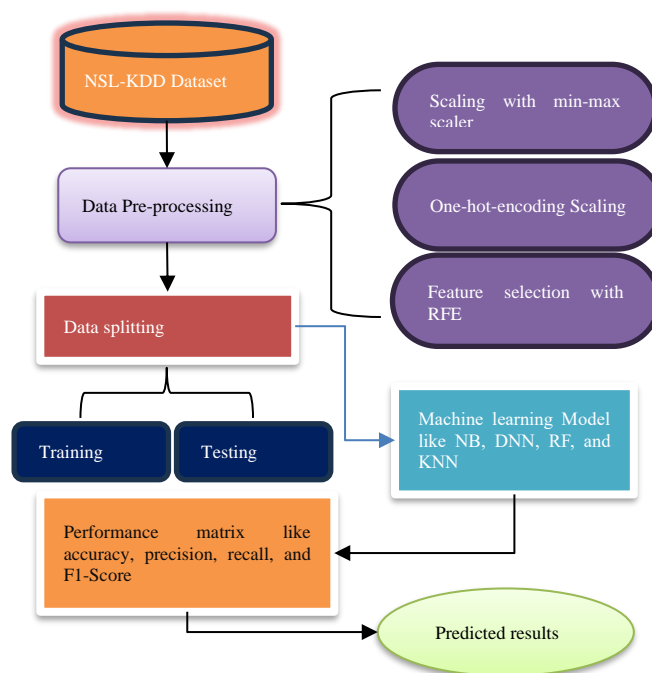 NSL-KDD Dataset
Scaling with min-max
scaler
Data Pre-processing
One-hot-encoding Scaling
Feature selection with
RFE
Data splitting
Training
Testing
Machine learning Model
like NB, DNN, RF, and
KNN
Performance matrix like
accuracy, precision, recall, and
F1-Score
Predicted results